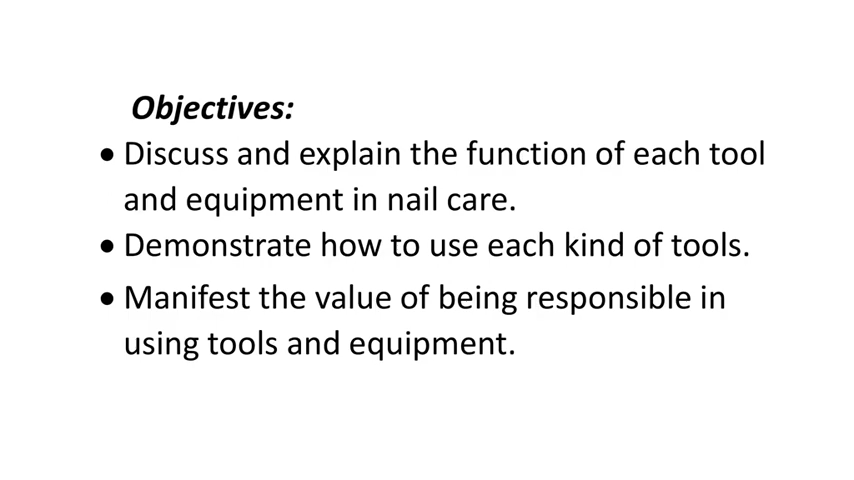 Objectives:
• Discuss and explain the function of each tool
and equipment in nail care.
• Demonstrate how to use each kind of tools.
• Manifest the value of being responsible in
using tools and equipment.